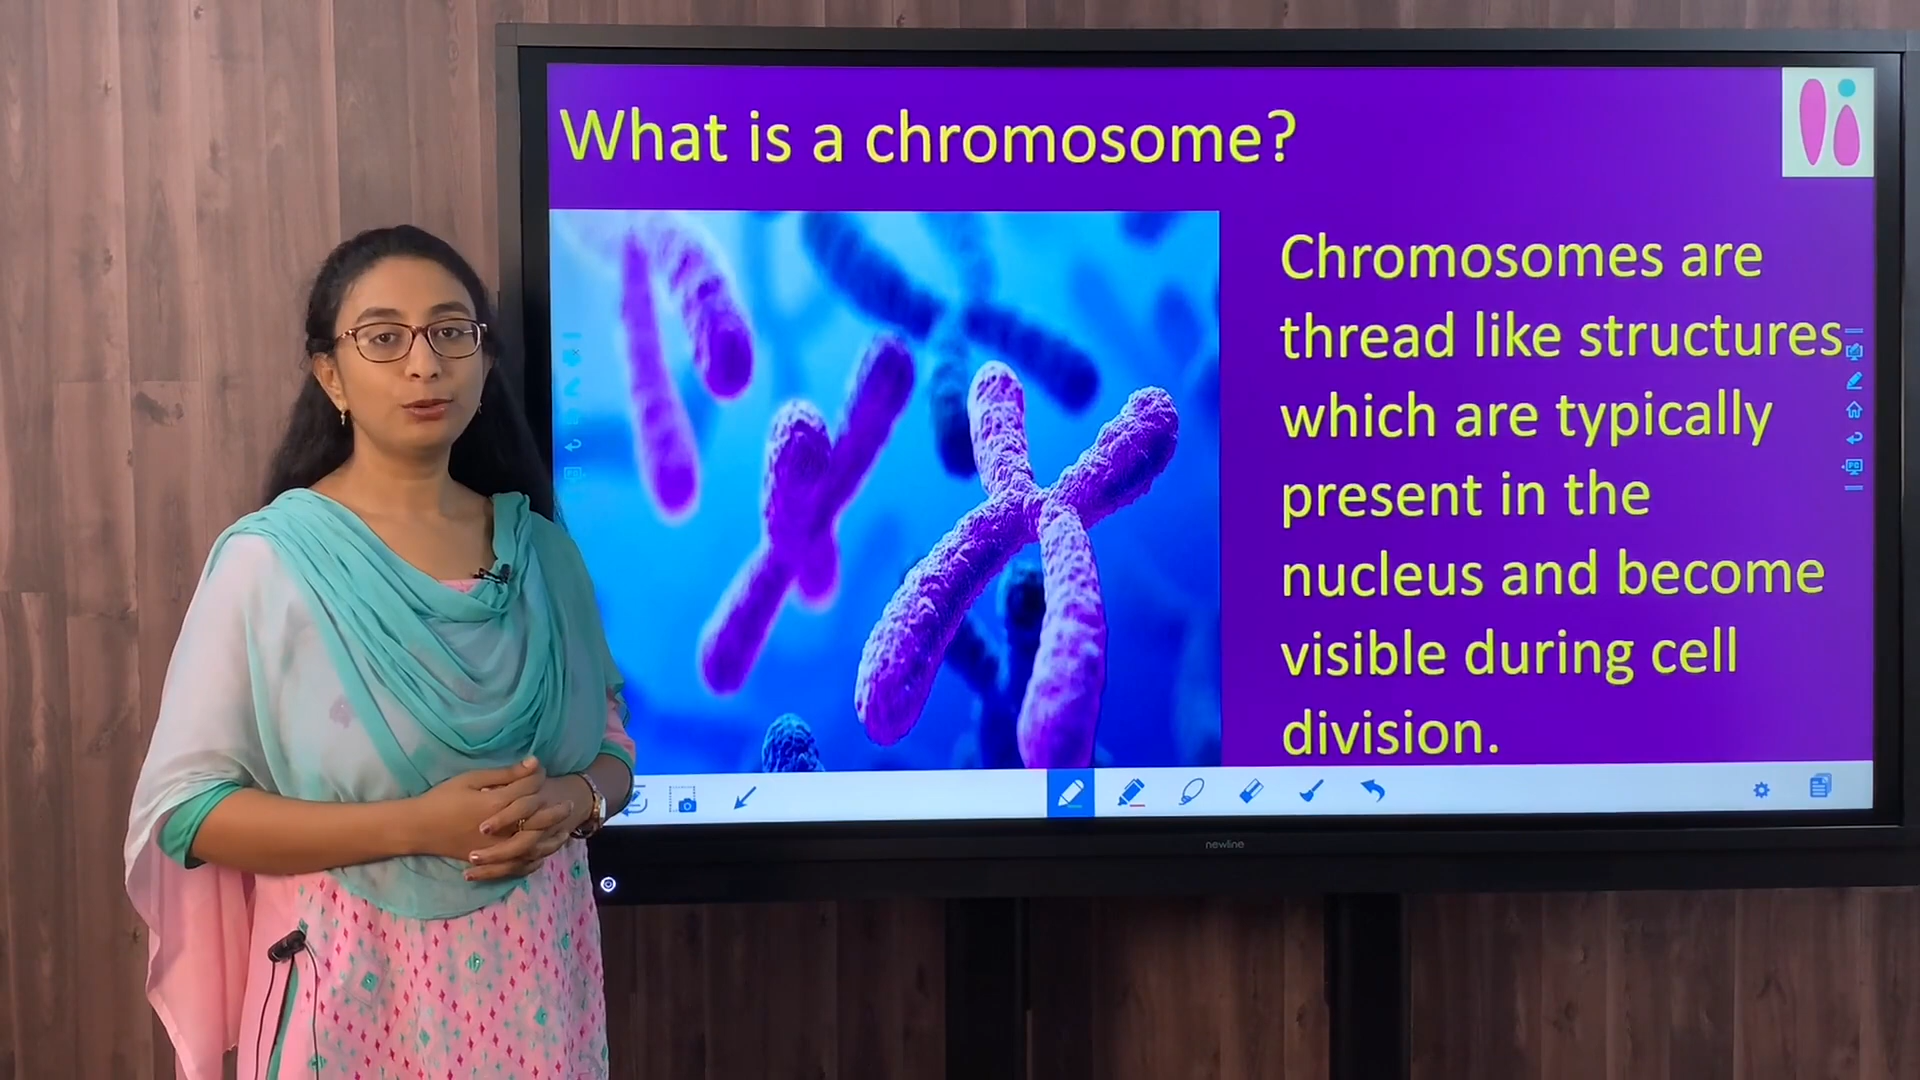 What is a chromosome?
Chromosomes are
thread like structures
which are typically
present in the
nucleus and become
visible during cell
division.
newline